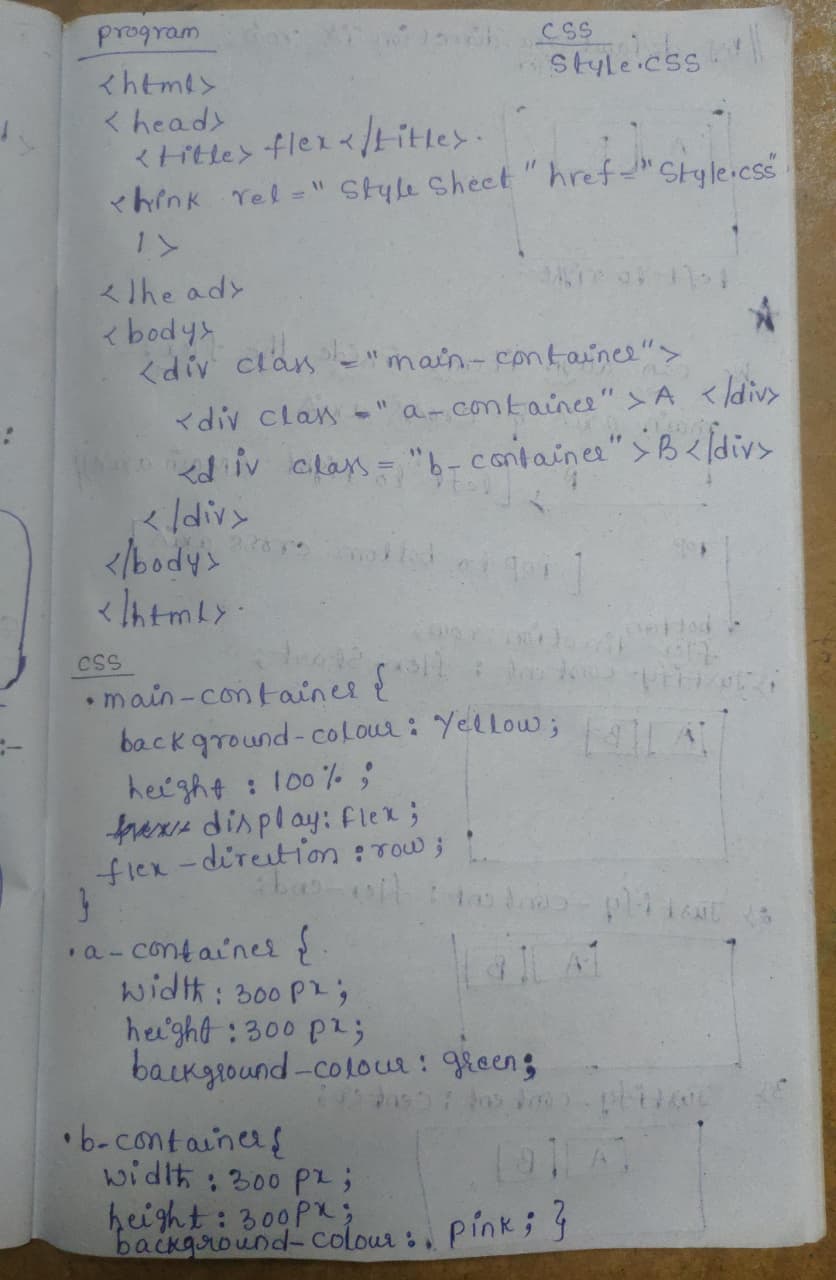 program
CSS
Style.css
<html>
<head>
<title> flex </title>.
<link rel = "Style Sheet" href = "Style.css"
/>
</head>
<body>
<div class = "main-container">
<div class = "a-container" > A </div>
<div class = "b-container" > B </div>
</div>
</body>
</html>.
css
.main-container {
background-colour: Yellow;
height : 100% ;
display: flex;
flex-direction : row ;
}
.a-container {
width : 300 px ;
height : 300 px ;
background-colour : green;
.b-container {
width : 300 px ;
height : 300 px ;
background-colour : pink ; }